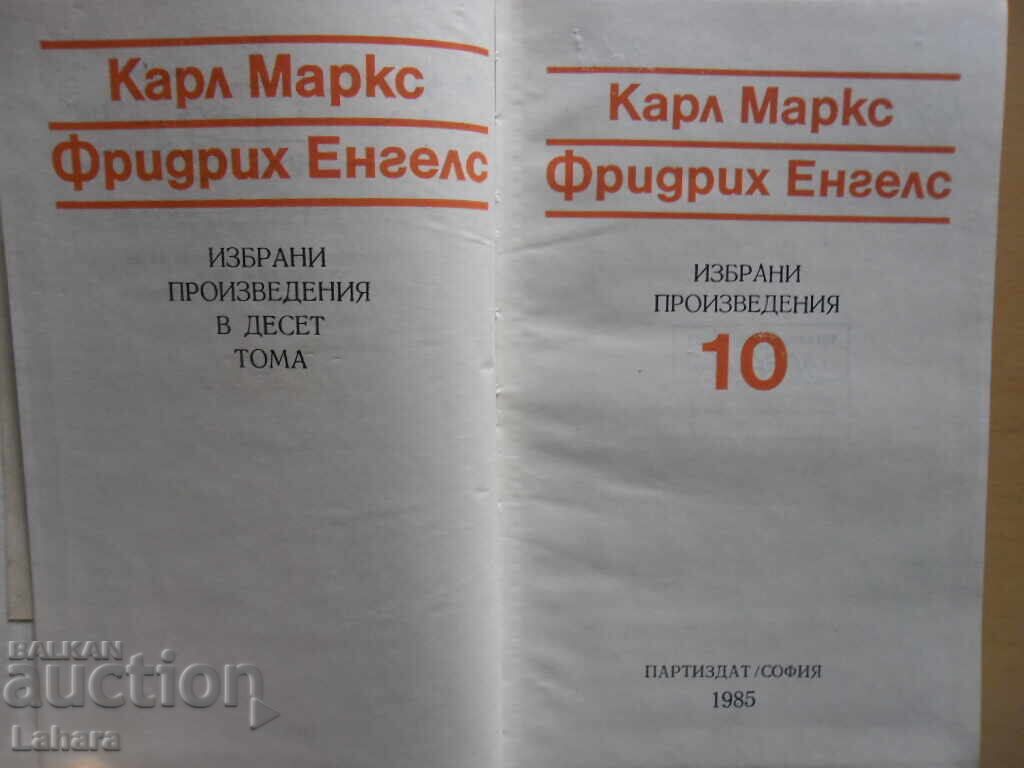 Карл Маркс
Фридрих Енгелс
ИЗБРАНИ
ПРОИЗВЕДЕНИЯ
В ДЕСЕТ
ТОМА
Карл Маркс
Фридрих Енгелс
ИЗБРАНИ
ПРОИЗВЕДЕНИЯ
10
ПАРТИЗДАТ/СОФИЯ
1985
BALKAN
auction
Lahara